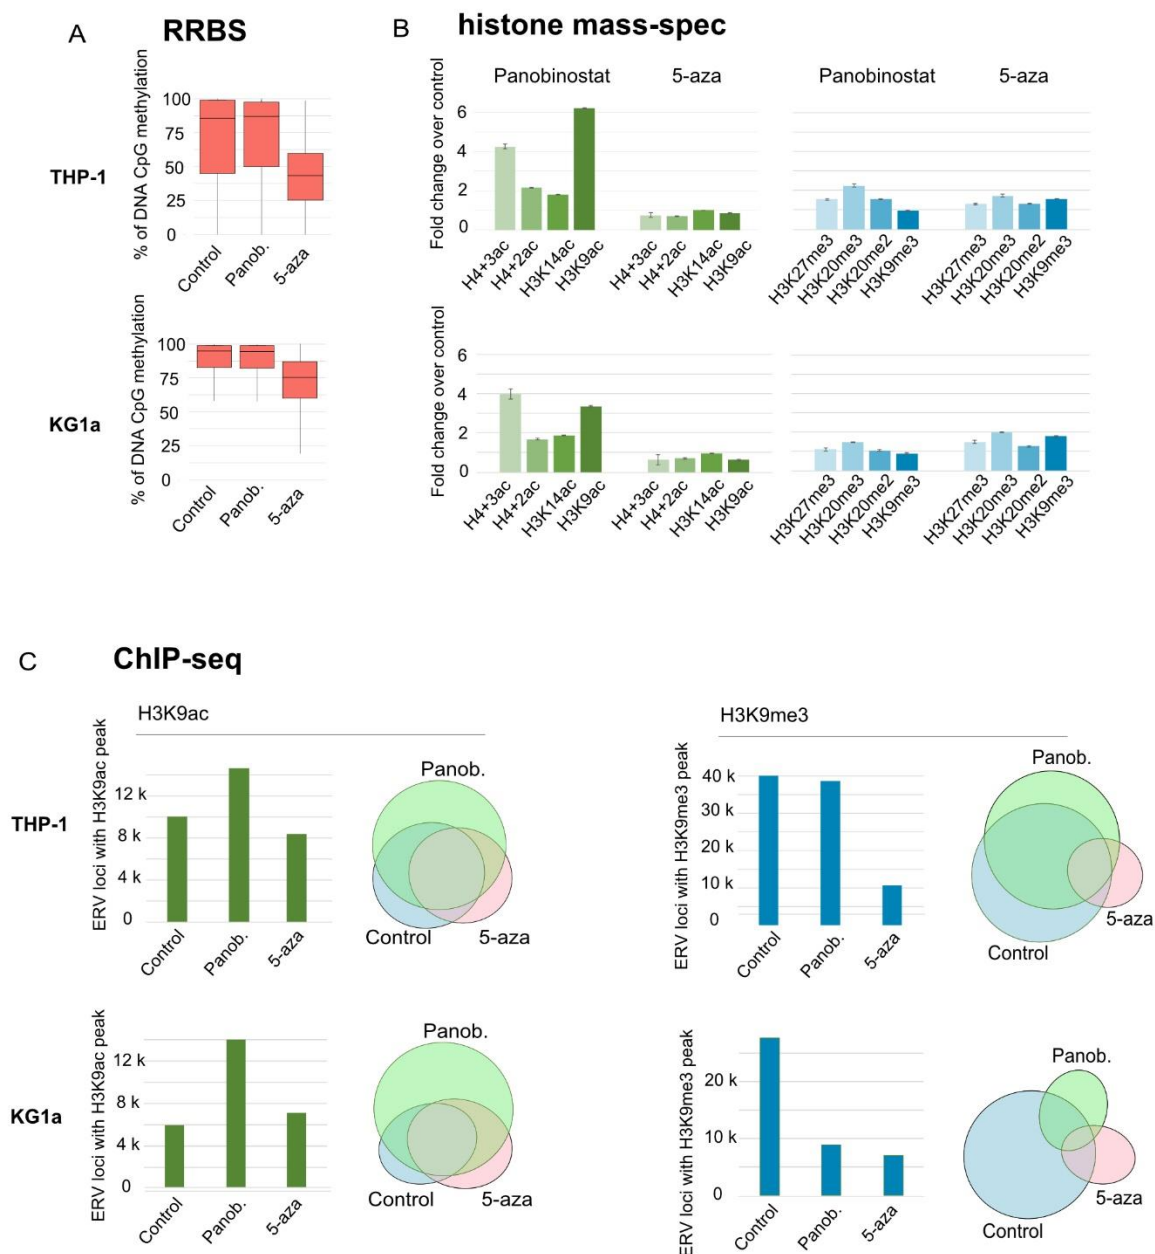 A RRBS
B histone mass-spec
THP-1
% of DNA CpG methylation
100
75
50
25
0
Control
Panob.
5-aza
Fold change over control
Panobinostat 5-aza
6
4
2
0
H4+3ac
H4+2ac
H3K14ac
H3K9ac
H4+3ac
H4+2ac
H3K14ac
H3K9ac
Panobinostat 5-aza
H3K27me3
H3K20me3
H3K20me2
H3K9me3
H3K27me3
H3K20me3
H3K20me2
H3K9me3
KG1a
% of DNA CpG methylation
100
75
50
25
0
Control
Panob.
5-aza
Fold change over control
6
4
2
0
H4+3ac
H4+2ac
H3K14ac
H3K9ac
H4+3ac
H4+2ac
H3K14ac
H3K9ac
H3K27me3
H3K20me3
H3K20me2
H3K9me3
H3K27me3
H3K20me3
H3K20me2
H3K9me3
C ChIP-seq
H3K9ac
THP-1
ERV loci with H3K9ac peak
12 k
8 k
4 k
0
Control
Panob.
5-aza
Panob.
Control
5-aza
H3K9me3
ERV loci with H3K9me3 peak
40 k
30 k
20 k
10 k
0
Control
Panob.
5-aza
Panob.
5-aza
Control
KG1a
ERV loci with H3K9ac peak
12 k
8 k
4 k
0
Control
Panob.
5-aza
Panob.
Control
5-aza
ERV loci with H3K9me3 peak
20 k
10 k
0
Control
Panob.
5-aza
Panob.
5-aza
Control